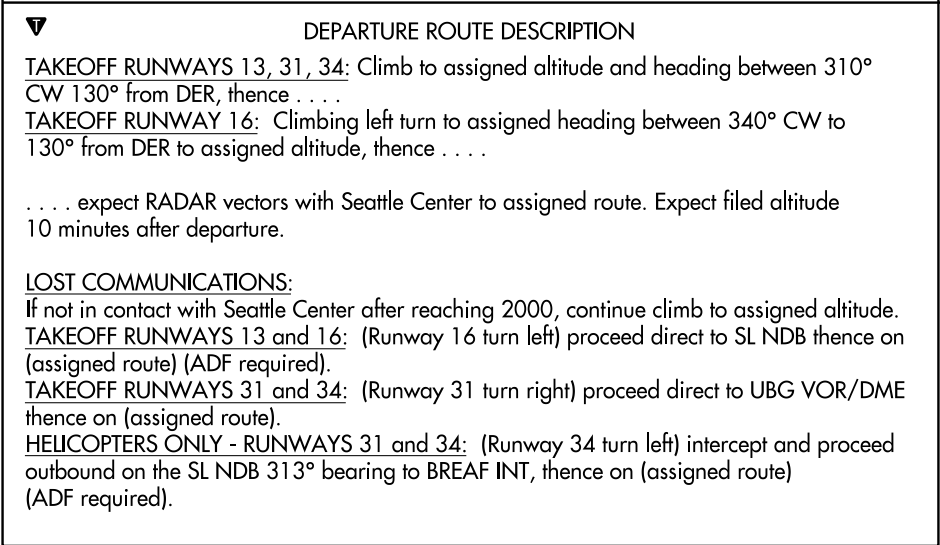 T
DEPARTURE ROUTE DESCRIPTION
TAKEOFF RUNWAYS 13, 31, 34: Climb to assigned altitude and heading between 310°
CW 130° from DER, thence . . . .
TAKEOFF RUNWAY 16: Climbing left turn to assigned heading between 340° CW to
130° from DER to assigned altitude, thence . . . .
. . . . expect RADAR vectors with Seattle Center to assigned route. Expect filed altitude
10 minutes after departure.
LOST COMMUNICATIONS:
If not in contact with Seattle Center after reaching 2000, continue climb to assigned altitude.
TAKEOFF RUNWAYS 13 and 16: (Runway 16 turn left) proceed direct to SL NDB thence on
(assigned route) (ADF required).
TAKEOFF RUNWAYS 31 and 34: (Runway 31 turn right) proceed direct to UBG VOR/DME
thence on (assigned route).
HELICOPTERS ONLY - RUNWAYS 31 and 34: (Runway 34 turn left) intercept and proceed
outbound on the SL NDB 313° bearing to BREAF INT, thence on (assigned route)
(ADF required).